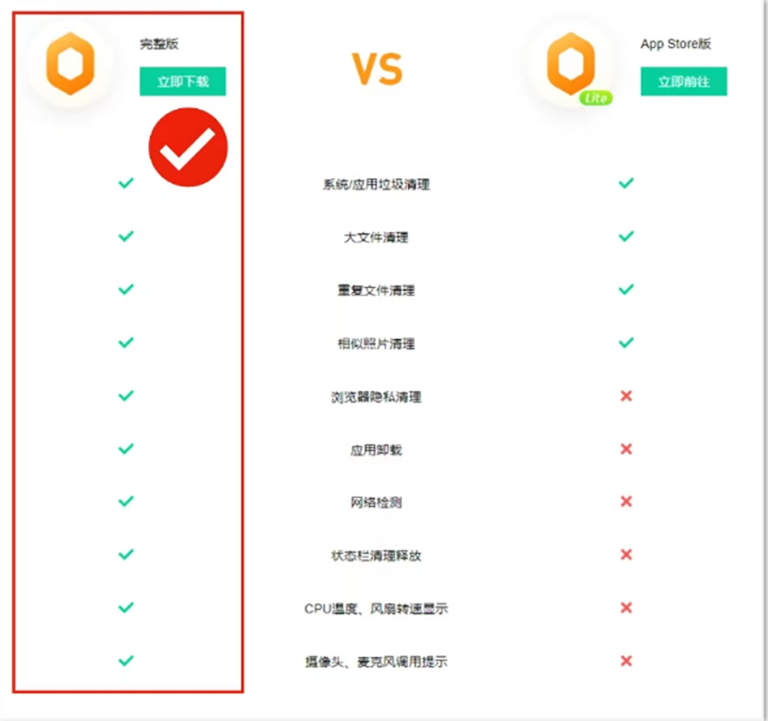 完整版
立即下载
VS
App Store版
立即前往
Lite
系统/应用垃圾清理
大文件清理
重复文件清理
相似照片清理
浏览器隐私清理
应用卸载
网络检测
状态栏清理释放
CPU温度、风扇转速显示
摄像头、麦克风调用提示